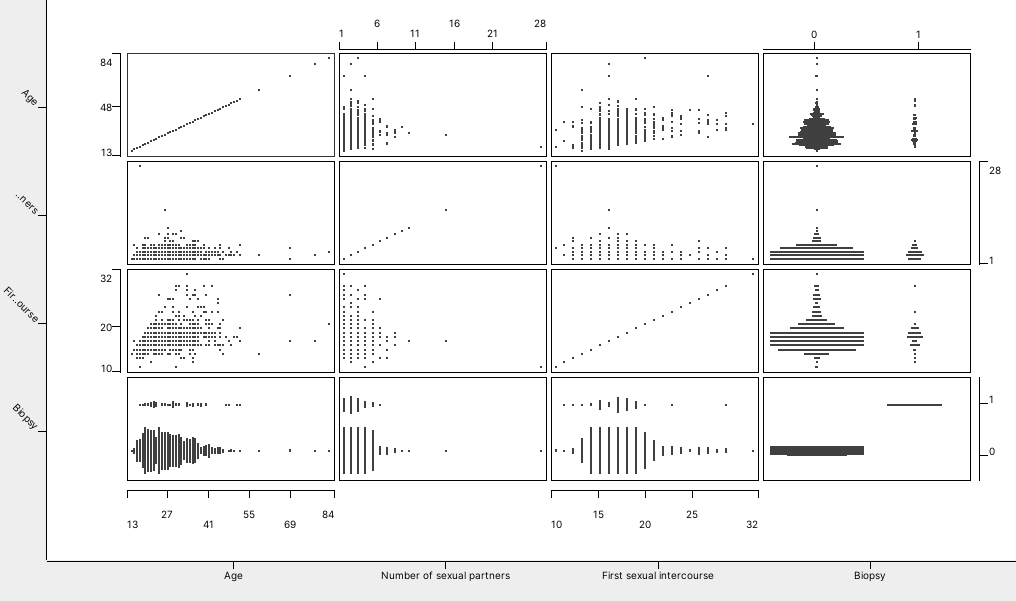 6 16 28
1 11 21
0 1
84
48
13
Age
28
1
..ners
32
20
10
Fir..ourse
1
0
Biopsy
27 55 84
13 41 69
15 25
10 20 32
Age Number of sexual partners First sexual intercourse Biopsy